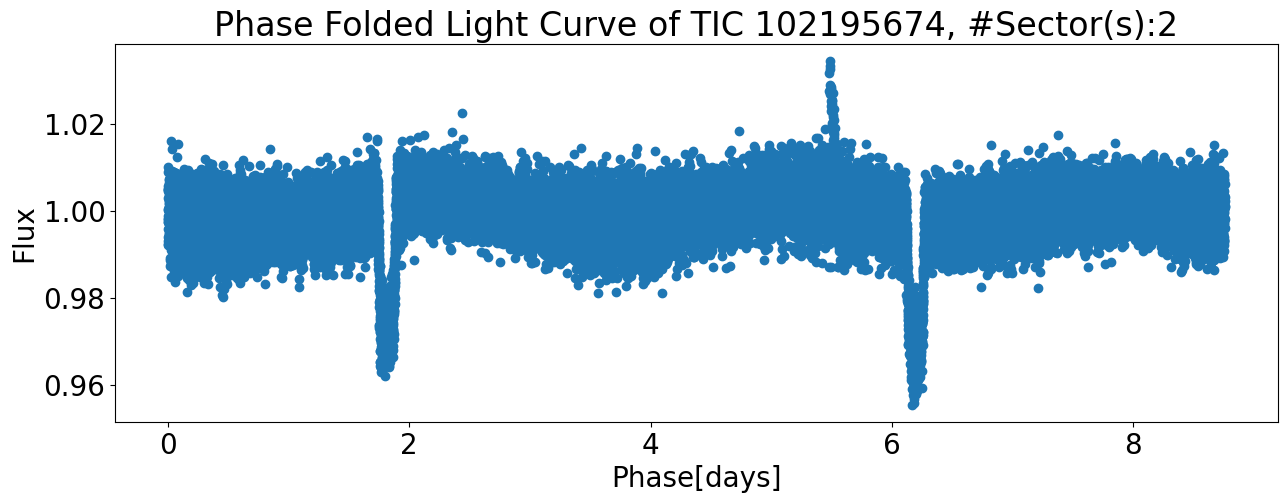 Phase Folded Light Curve of TIC 102195674, #Sector(s):2
1.02
1.00
0.98
0.96
Flux
0 2 4 6 8
Phase[days]